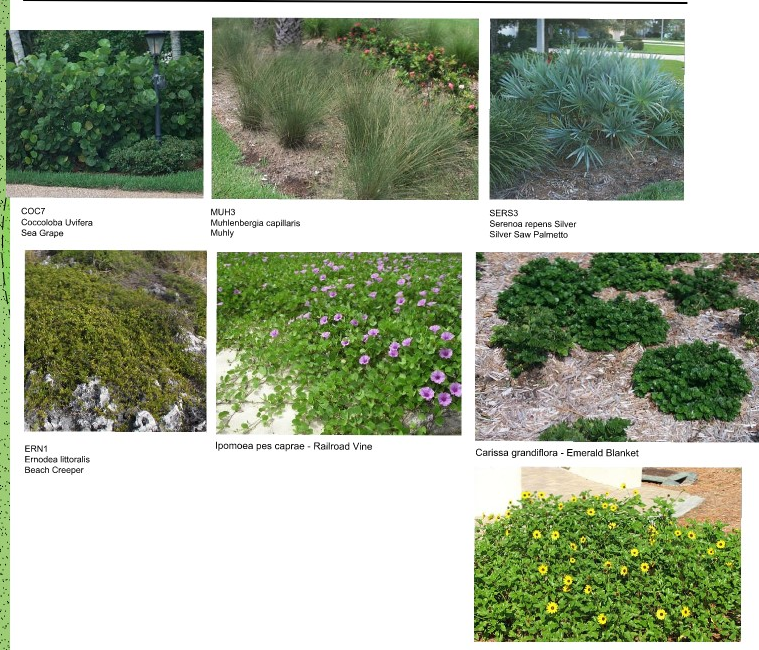 COC7
Coccoloba Uvifera
Sea Grape
MUH3
Muhlenbergia capillaris
Muhly
SERS3
Serenoa repens Silver
Silver Saw Palmetto
ERN1
Ernodea littoralis
Beach Creeper
Ipomoea pes caprae - Railroad Vine
Carissa grandiflora - Emerald Blanket